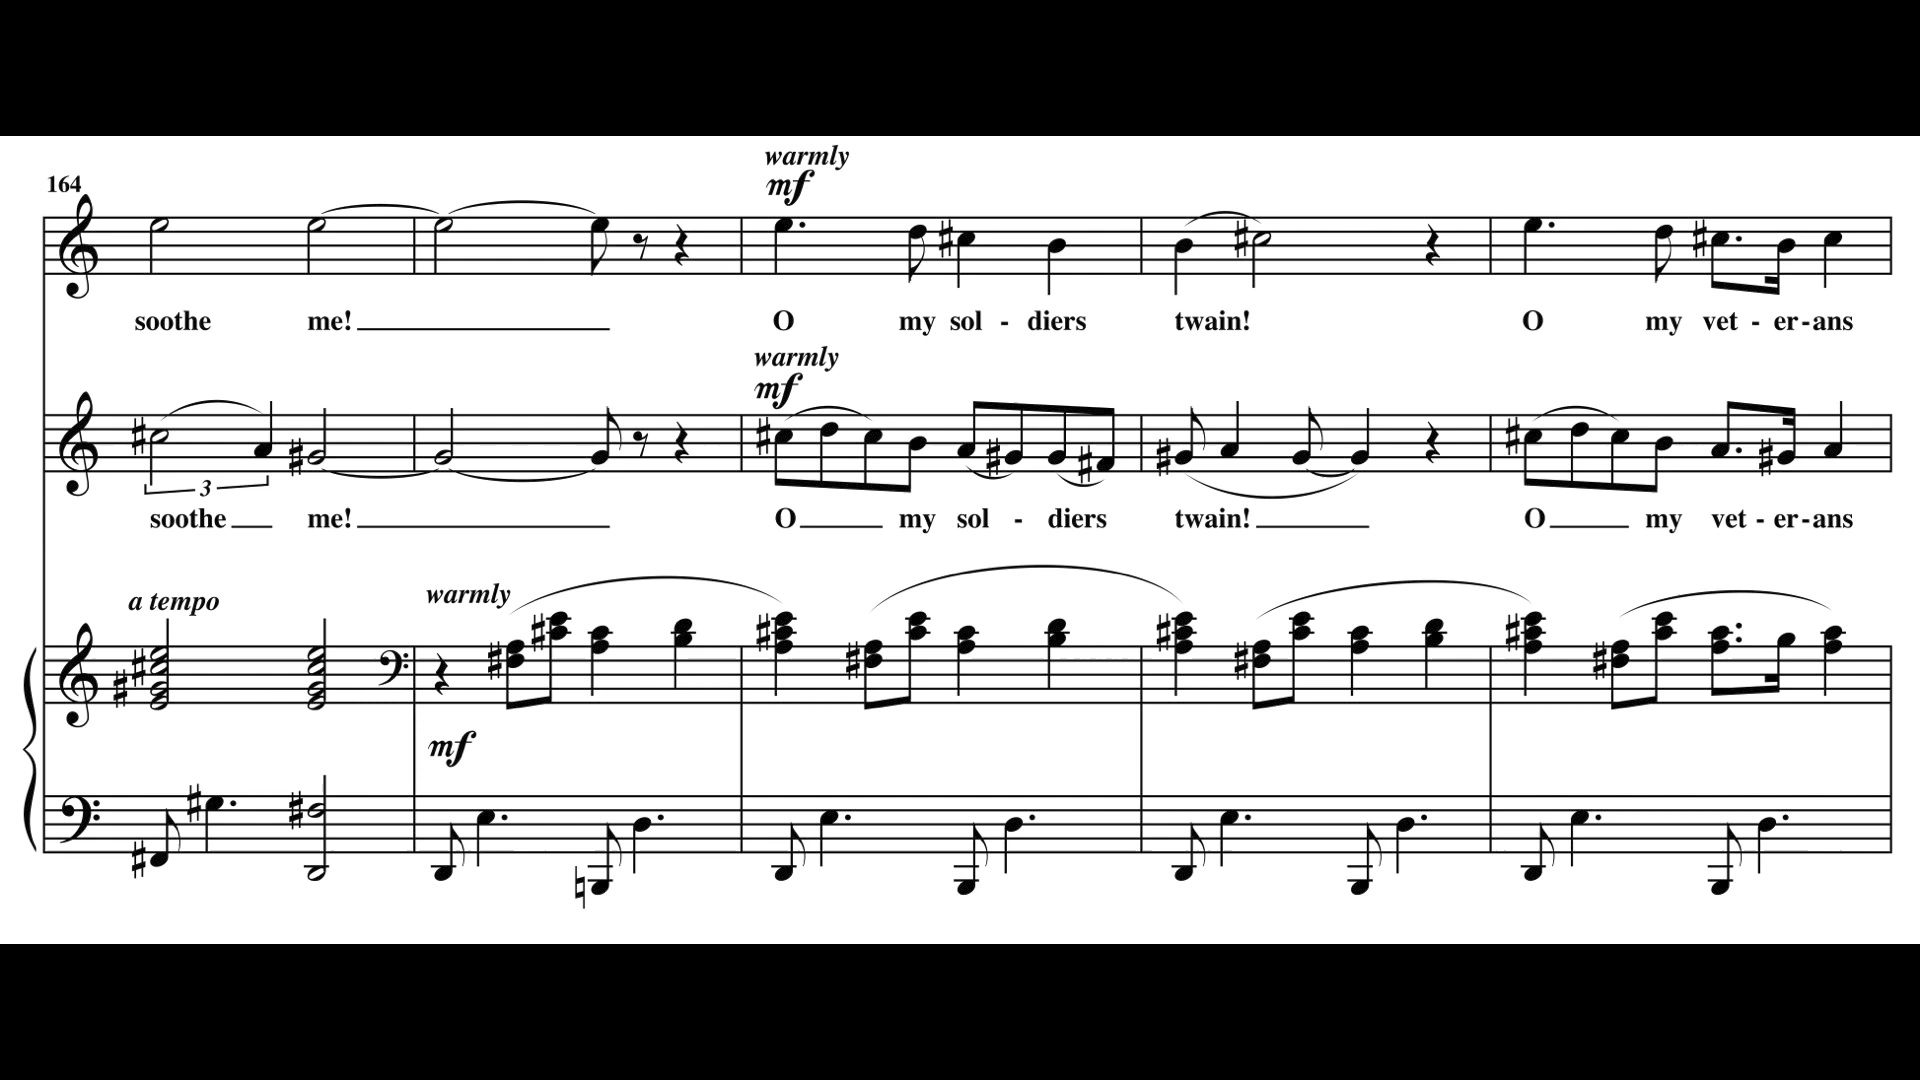 warmly
164
mf
soothe me! O my sol - diers twain! O my vet - er - ans
warmly
mf
3
soothe me! O my sol - diers twain! O my vet - er - ans
a tempo
warmly
mf